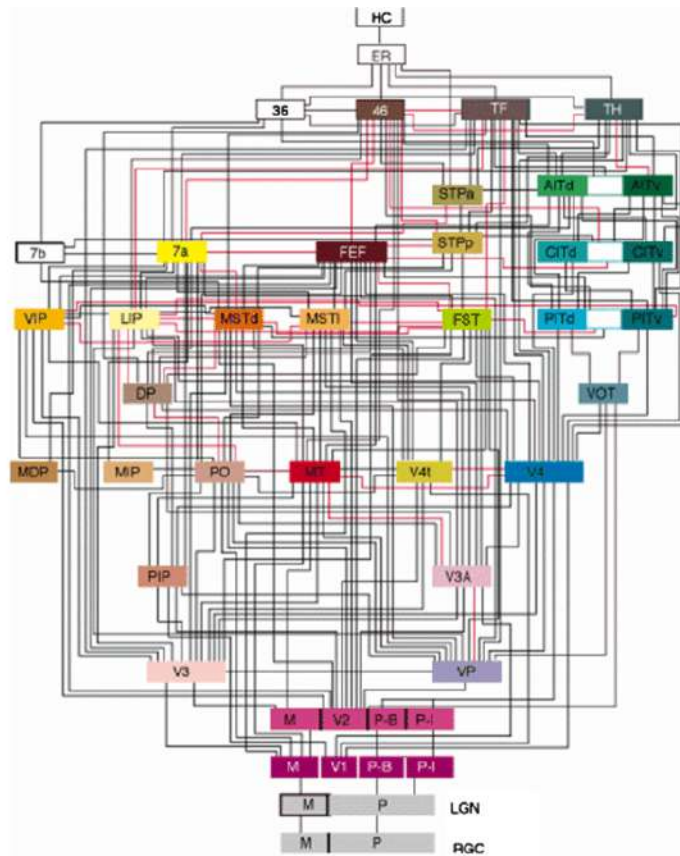 HC
ER
36 46 TF TH
STPa AITd AITv
7b 7a FEF STPp CITd CITv
VIP LIP MSTd MSTl FST PITd PITv
DP VOT
MDP MIP PO MT V4t V4
PIP V3A
V3 VP
M V2 P-B P-I
M V1 P-B P-I
M P LGN
M P RGC